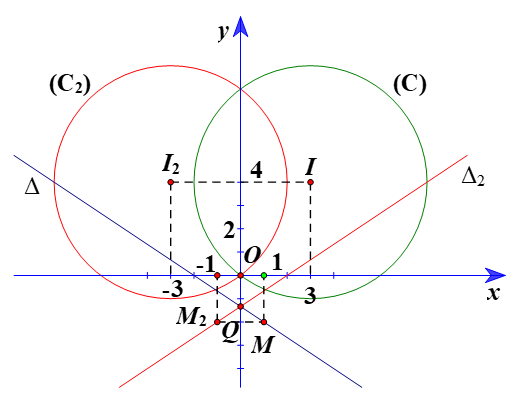 y
(C₂)
(C)
I₂
4
I
Δ
Δ₂
2
O
-1
1
-3
3
x
M₂
Q
M